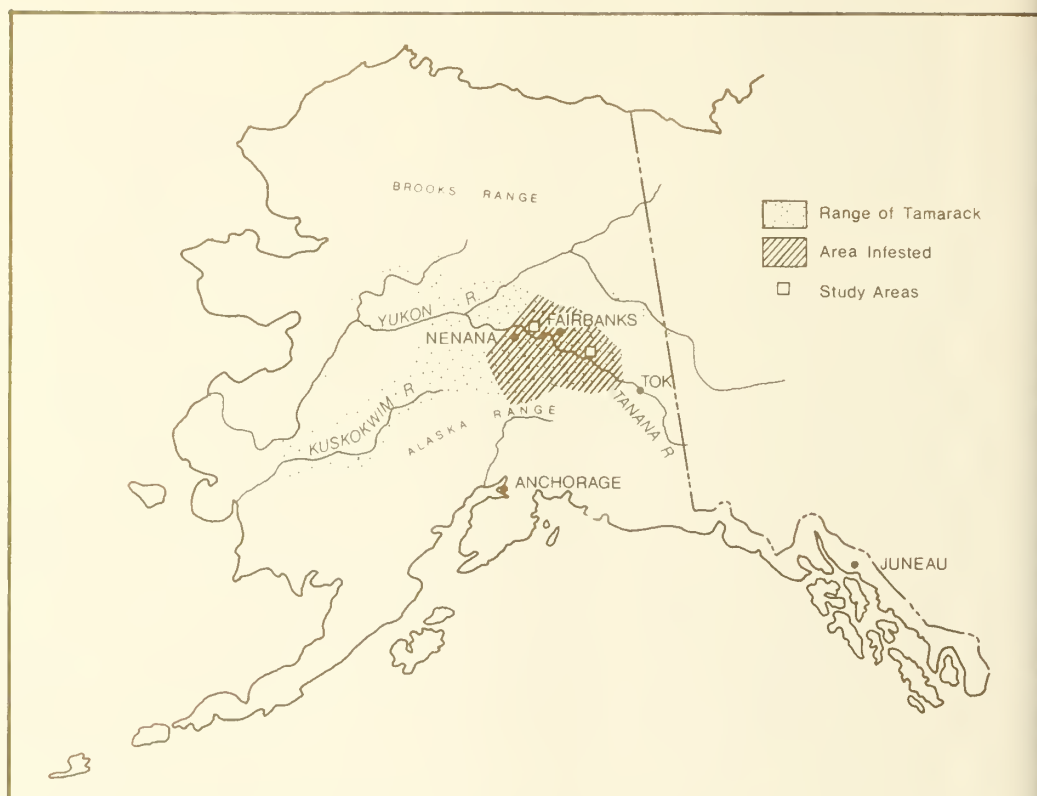 BROOKS RANGE
Range of Tamarack
Area Infested
Study Areas
YUKON R.
FAIRBANKS
NENANA
TOK
TANANA R
KUSKOKWIM R
ALASKA RANGE
ANCHORAGE
JUNEAU